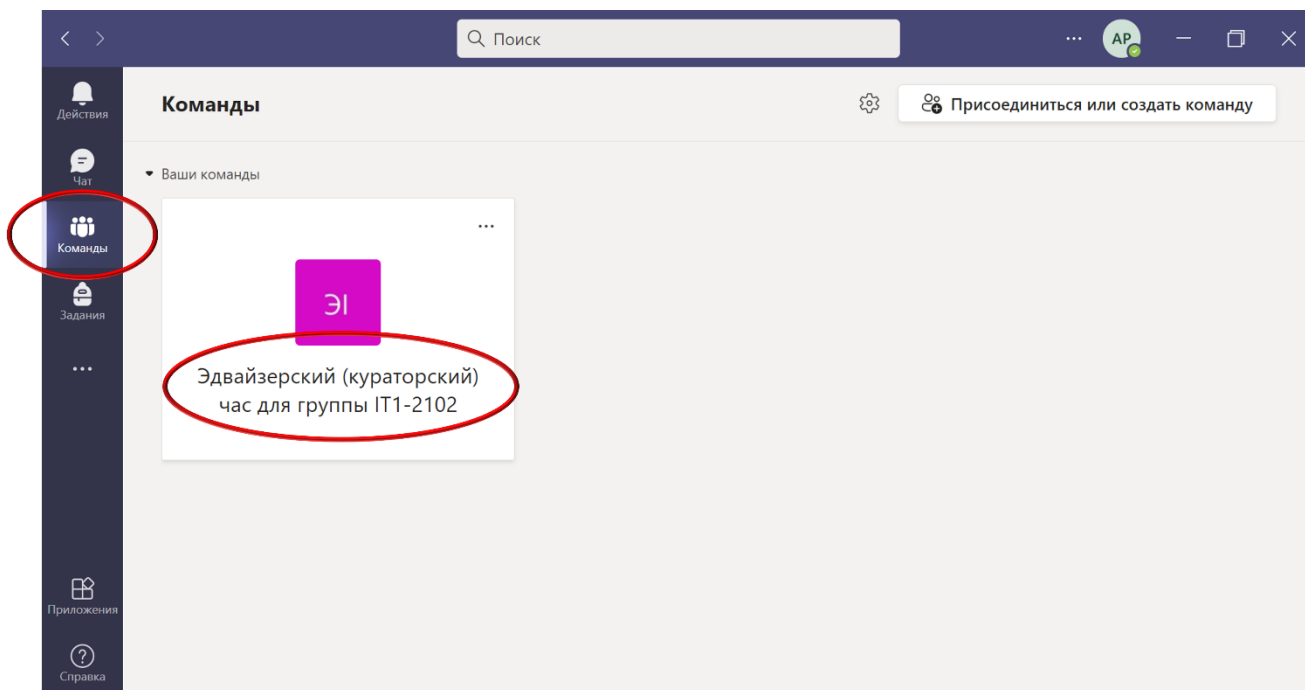 Поиск
AP
Действия
Команды
Присоединиться или создать команду
Чат
Ваши команды
Команды
ЭI
Задания
Эдвайзерский (кураторский)
час для группы IT1-2102
Приложения
Справка